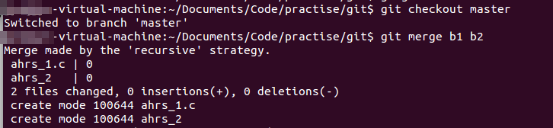 -virtual-machine:~/Documents/Code/practise/git$ git checkout master
Switched to branch 'master'
-virtual-machine:~/Documents/Code/practise/git$ git merge b1 b2
Merge made by the 'recursive' strategy.
ahrs_1.c | 0
ahrs_2   | 0
2 files changed, 0 insertions(+), 0 deletions(-)
create mode 100644 ahrs_1.c
create mode 100644 ahrs_2